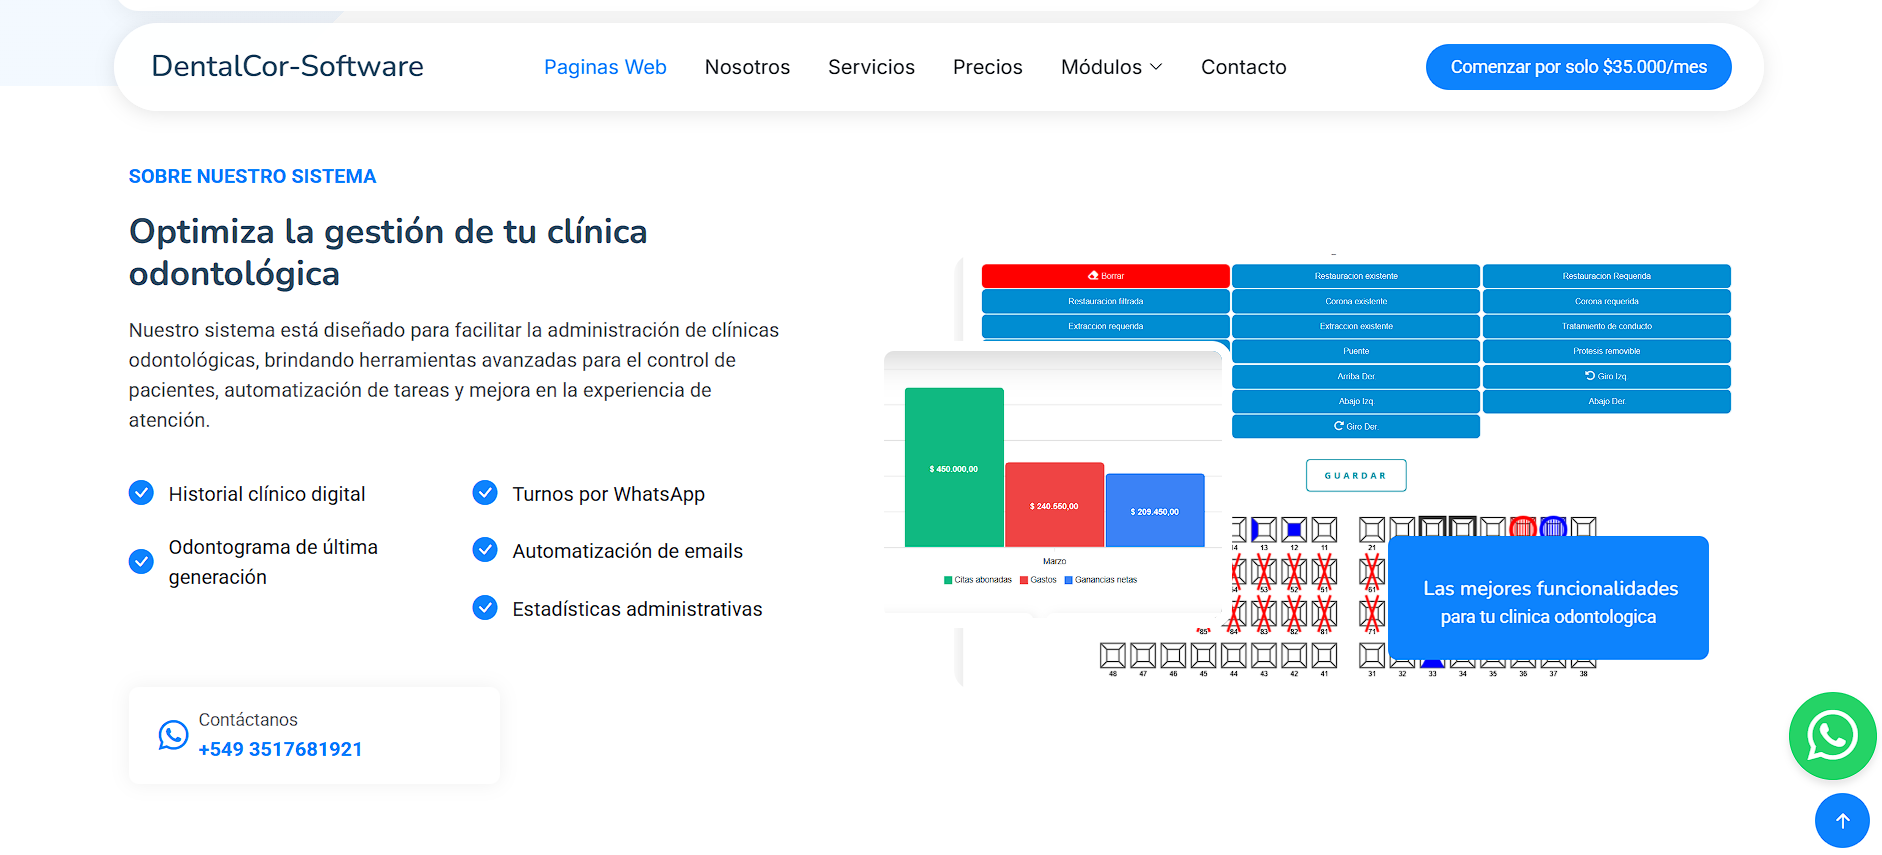 DentalCor-Software
Paginas Web
Nosotros
Servicios
Precios
Módulos
Contacto
Comenzar por solo $35.000/mes
SOBRE NUESTRO SISTEMA
Optimiza la gestión de tu clínica
odontológica
Nuestro sistema está diseñado para facilitar la administración de clínicas
odontológicas, brindando herramientas avanzadas para el control de
pacientes, automatización de tareas y mejora en la experiencia de
atención.
Historial clínico digital
Odontograma de última
generación
Turnos por WhatsApp
Automatización de emails
Estadísticas administrativas
Contáctanos
+549 3517681921
Borrar
Restauracion existente
Restauracion Requerida
Restauracion filtrada
Corona existente
Corona requerida
Extraccion requerida
Extraccion existente
Tratamiento de conducto
Puente
Protesis removible
Arriba Der
Giro Izq
Abajo Izq
Abajo Der
Giro Der.
GUARDAR
$ 450.000,00
$ 240.550,00
$ 209.450,00
Marzo
Citas abonadas
Gastos
Ganancias netas
13 12 11 21
53 52 51 61
85 84 83 82 81 71
48 47 46 45 44 43 42 41 31 32 33 34 35 36 37 38
Las mejores funcionalidades
para tu clinica odontologica